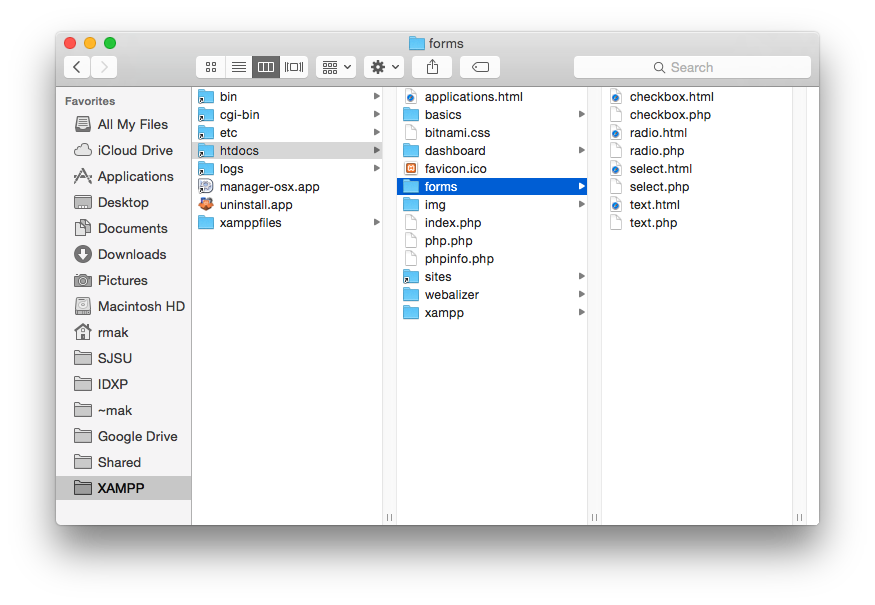 forms
Search
Favorites
All My Files
iCloud Drive
Applications
Desktop
Documents
Downloads
Pictures
Macintosh HD
rmak
SJSU
IDXP
~mak
Google Drive
Shared
XAMPP
bin
cgi-bin
etc
htdocs
logs
manager-osx.app
uninstall.app
xamppfiles
applications.html
basics
bitnami.css
dashboard
favicon.ico
forms
img
index.php
php.php
phpinfo.php
sites
webalizer
xampp
checkbox.html
checkbox.php
radio.html
radio.php
select.html
select.php
text.html
text.php